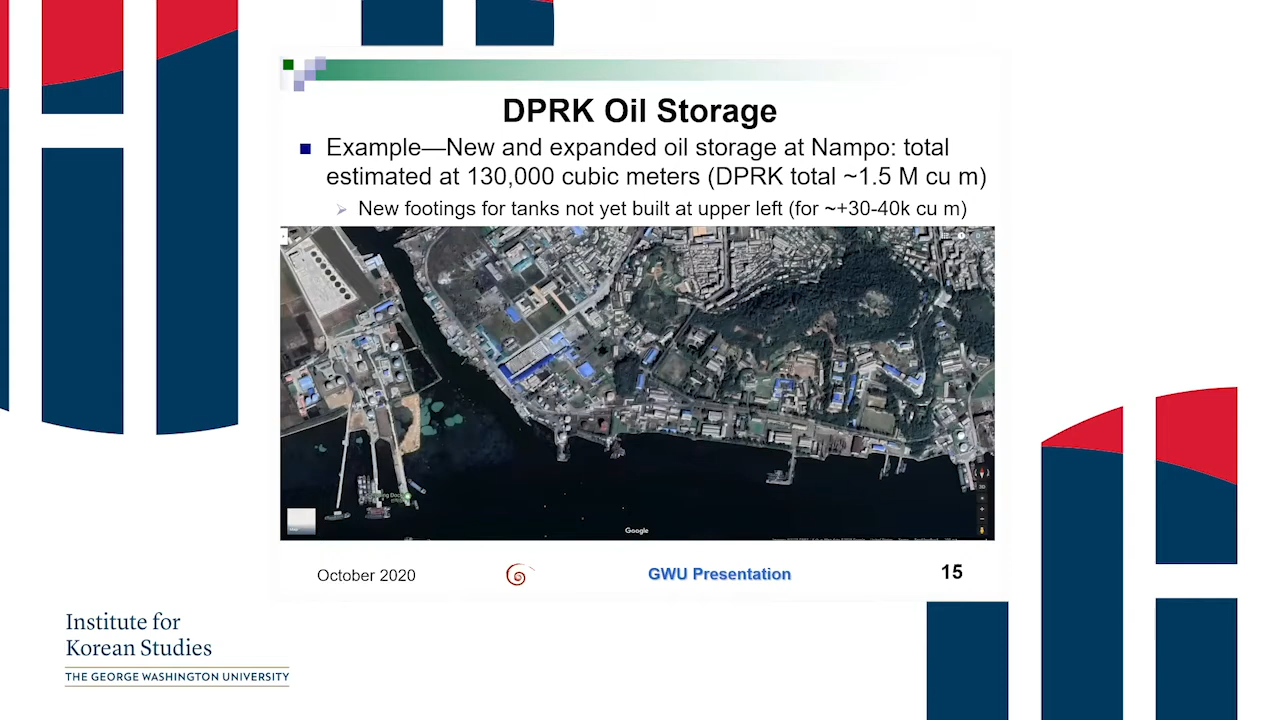 DPRK Oil Storage
Example—New and expanded oil storage at Nampo: total
estimated at 130,000 cubic meters (DPRK total ~1.5 M cu m)
New footings for tanks not yet built at upper left (for ~+30-40k cu m)
Google
October 2020
GWU Presentation
15
Institute for
Korean Studies
THE GEORGE WASHINGTON UNIVERSITY